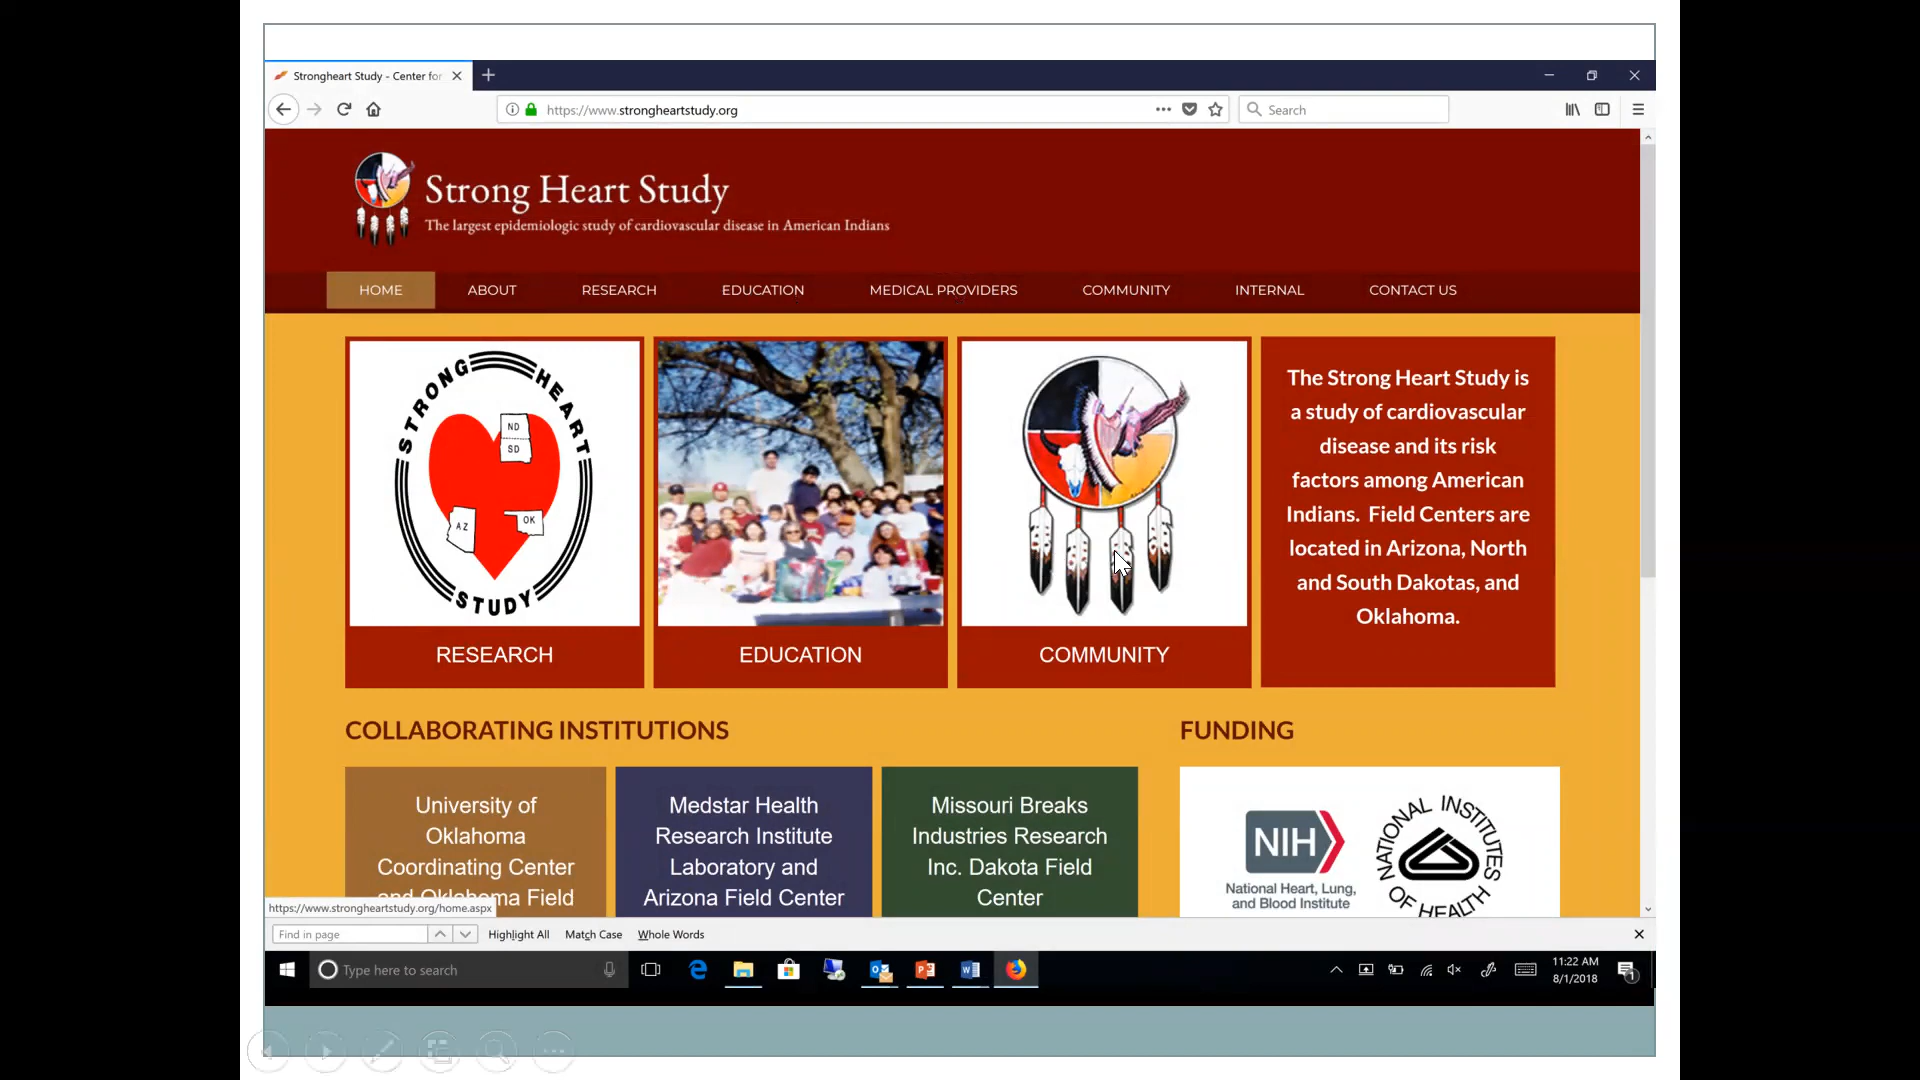 Strongheart Study - Center for
https://www.strongheartstudy.org
Search
Strong Heart Study
The largest epidemiologic study of cardiovascular disease in American Indians
HOME ABOUT RESEARCH EDUCATION MEDICAL PROVIDERS COMMUNITY INTERNAL CONTACT US
STRONG HEART STUDY
ND
SD
AZ
OK
RESEARCH
EDUCATION
COMMUNITY
The Strong Heart Study is
a study of cardiovascular
disease and its risk
factors among American
Indians. Field Centers are
located in Arizona, North
and South Dakotas, and
Oklahoma.
COLLABORATING INSTITUTIONS
University of
Oklahoma
Coordinating Center
and Oklahoma Field
Medstar Health
Research Institute
Laboratory and
Arizona Field Center
Missouri Breaks
Industries Research
Inc. Dakota Field
Center
FUNDING
NIH
National Heart, Lung,
and Blood Institute
NATIONAL INSTITUTES OF HEALTH
https://www.strongheartstudy.org/home.aspx
Find in page
Highlight All Match Case Whole Words
Type here to search
11:22 AM
8/1/2018
1